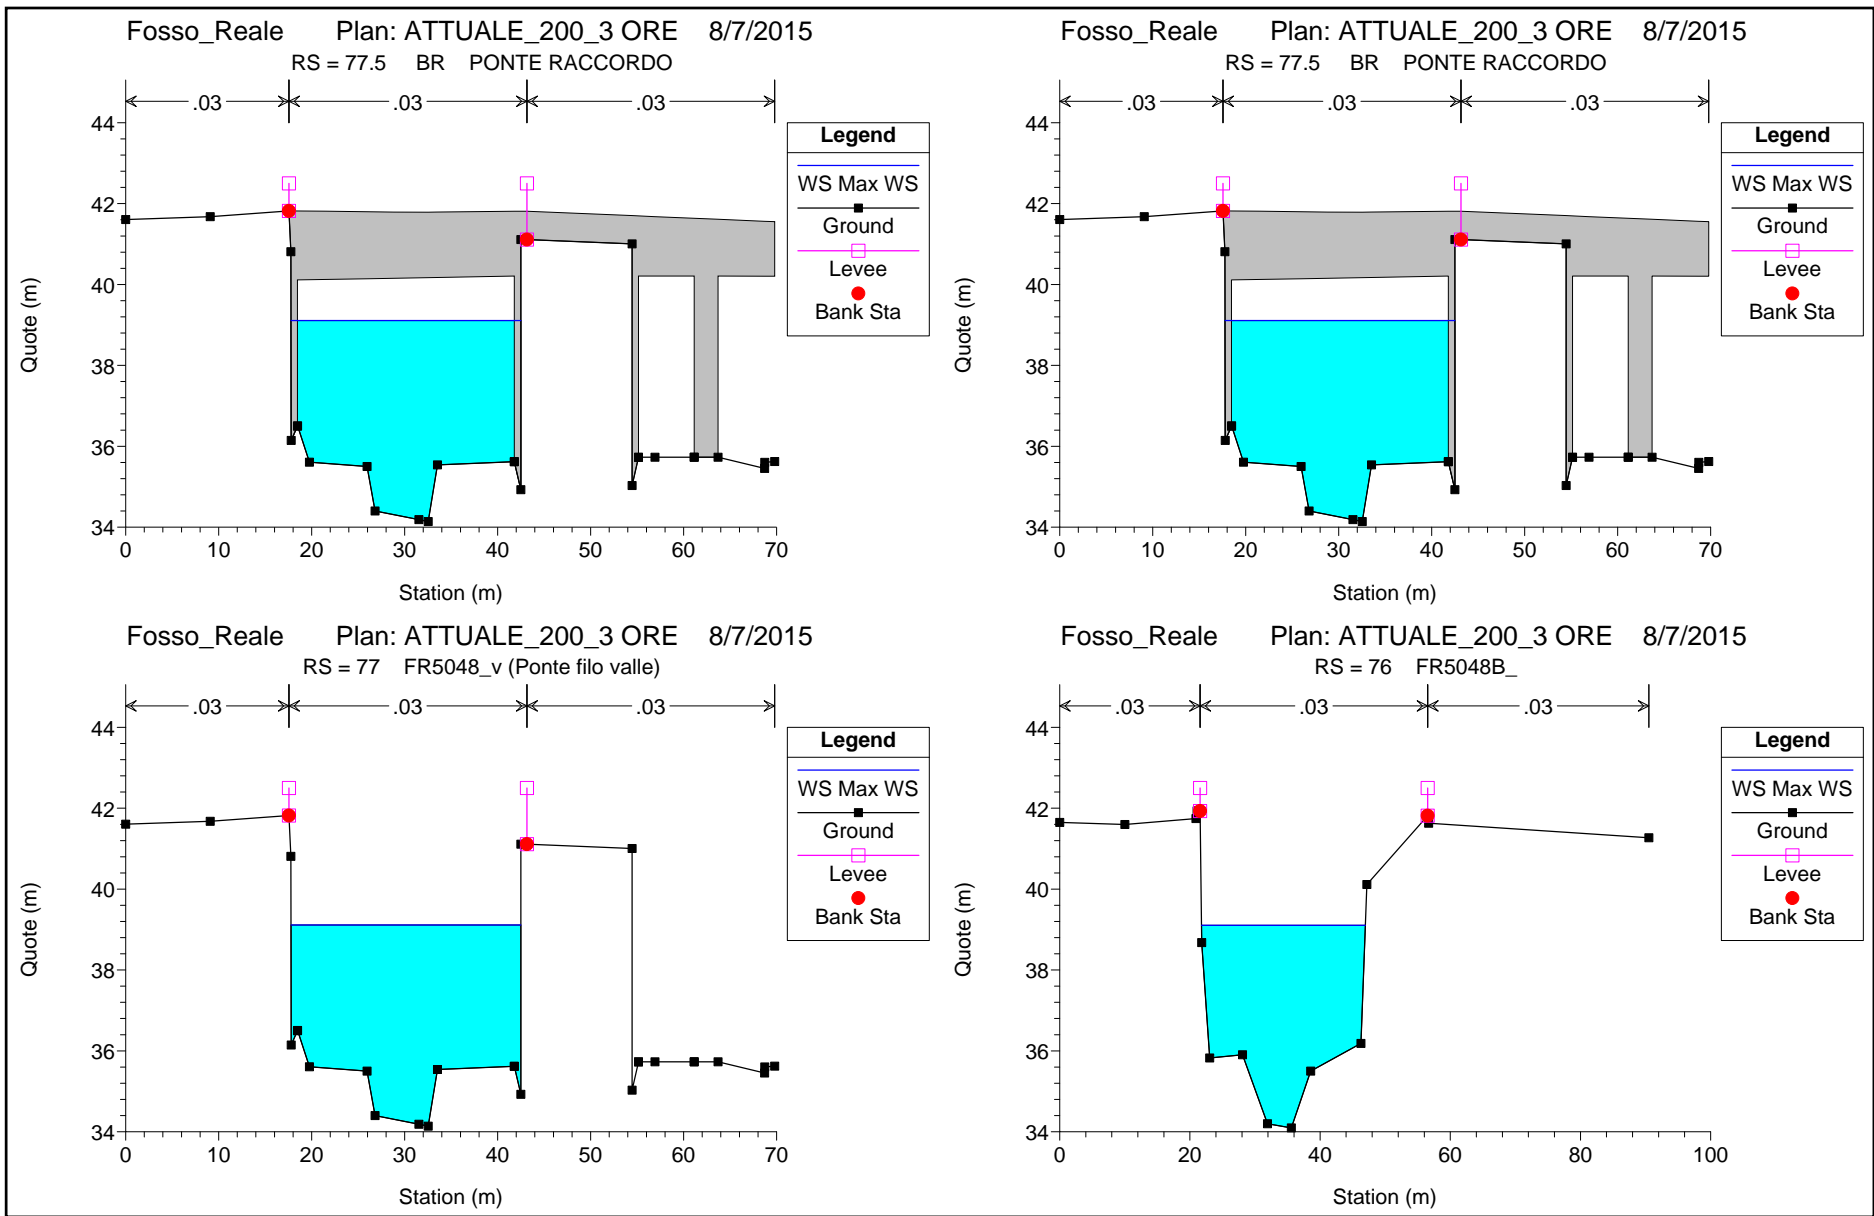 Fosso_Reale Plan: ATTUALE_200_3 ORE 8/7/2015
RS = 77.5 BR PONTE RACCORDO
.03 .03 .03
44
42
40
38
36
34
Quote (m)
0 10 20 30 40 50 60 70
Station (m)
Legend
WS Max WS
Ground
Levee
Bank Sta
Fosso_Reale Plan: ATTUALE_200_3 ORE 8/7/2015
RS = 77.5 BR PONTE RACCORDO
.03 .03 .03
44
42
40
38
36
34
Quote (m)
0 10 20 30 40 50 60 70
Station (m)
Legend
WS Max WS
Ground
Levee
Bank Sta
Fosso_Reale Plan: ATTUALE_200_3 ORE 8/7/2015
RS = 77 FR5048_v (Ponte filo valle)
.03 .03 .03
44
42
40
38
36
34
Quote (m)
0 10 20 30 40 50 60 70
Station (m)
Legend
WS Max WS
Ground
Levee
Bank Sta
Fosso_Reale Plan: ATTUALE_200_3 ORE 8/7/2015
RS = 76 FR5048B_
.03 .03 .03
44
42
40
38
36
34
Quote (m)
0 20 40 60 80 100
Station (m)
Legend
WS Max WS
Ground
Levee
Bank Sta